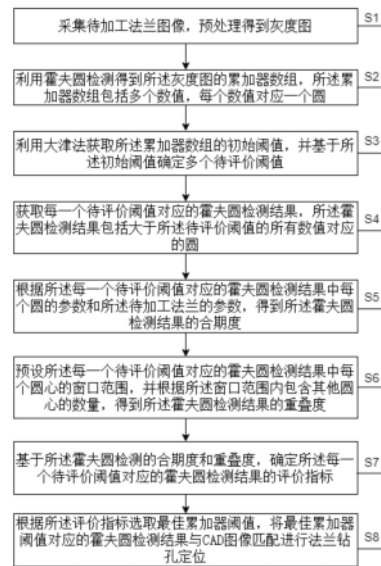 采集待加工法兰图像，预处理得到灰度图
S1
利用霍夫圆检测得到所述灰度图的累加器数组，所述累
加器数组包括多个数值，每个数值对应一个圆
S2
利用大津法获取所述累加器数组的初始阈值，并基于所
述初始阈值确定多个待评价阈值
S3
获取每一个待评价阈值对应的霍夫圆检测结果，所述霍
夫圆检测结果包括大于所述待评价阈值的所有数值对应
的圆
S4
根据所述每一个待评价阈值对应的霍夫圆检测结果中每
个圆的参数和所述待加工法兰的参数，得到所述霍夫圆
检测结果的合期度
S5
预设所述每一个待评价阈值对应的霍夫圆检测结果中每
个圆心的窗口范围，并根据所述窗口范围内包含其他圆
心的数量，得到所述霍夫圆检测结果的重叠度
S6
基于所述霍夫圆检测的合期度和重叠度，确定所述每一
个待评价阈值对应的霍夫圆检测结果的评价指标
S7
根据所述评价指标选取最佳累加器阈值，将最佳累加器
阈值对应的霍夫圆检测结果与CAD图像匹配进行法兰钻
孔定位
S8